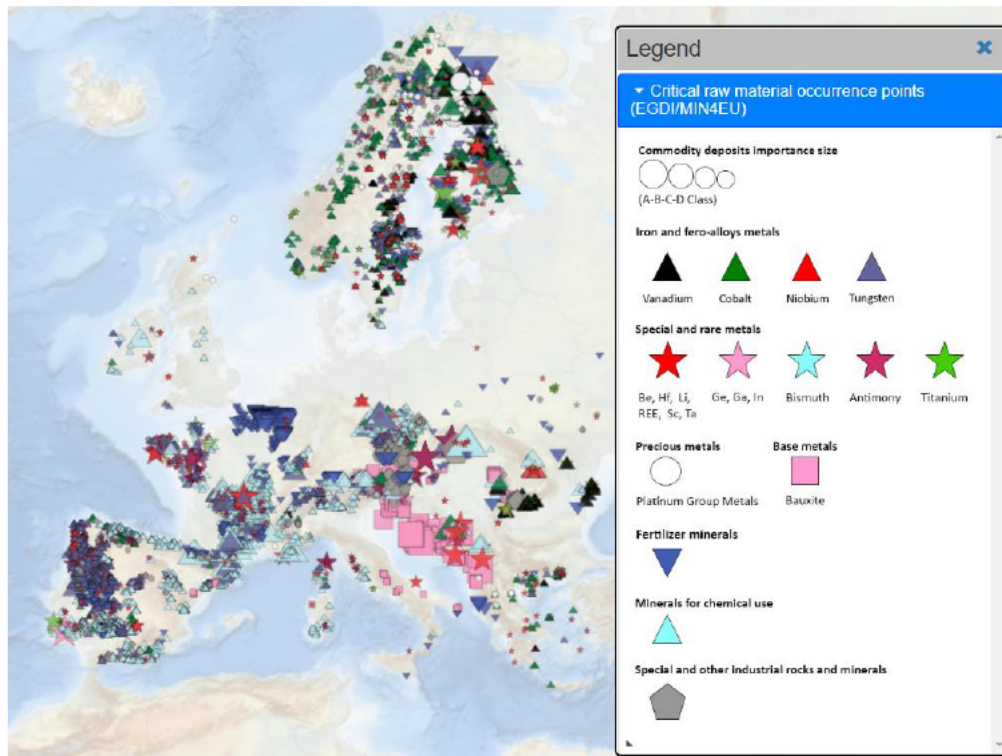 Legend
Critical raw material occurrence points
(EGDI/MIN4EU)
Commodity deposits importance size
(A-B-C-D Class)
Iron and fero-alloys metals
Vanadium Cobalt Niobium Tungsten
Special and rare metals
Be, Hf, Li, Ge, Ga, In Bismuth Antimony Titanium
REE, Sc, Ta
Precious metals Base metals
Platinum Group Metals Bauxite
Fertilizer minerals
Minerals for chemical use
Special and other industrial rocks and minerals